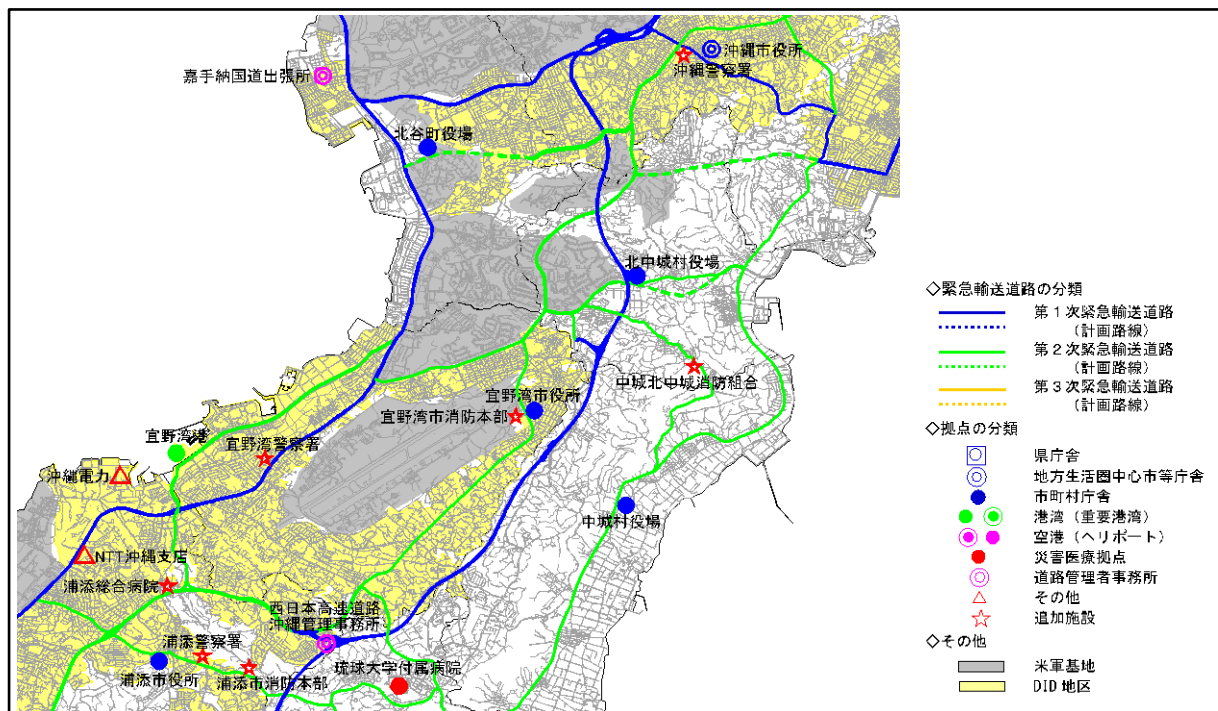 沖縄市役所
沖縄警察署
嘉手納国道出張所
北谷町役場
北中城村役場
中城北中城消防組合
宜野湾市役所
宜野湾市消防本部
宜野湾港
宜野湾警察署
沖縄電力
中城村役場
NTT沖縄支店
浦添総合病院
西日本高速道路
沖縄管理事務所
浦添警察署
琉球大学付属病院
浦添市役所
浦添市消防本部
◇緊急輸送道路の分類
第1次緊急輸送道路
(計画路線)
第2次緊急輸送道路
(計画路線)
第3次緊急輸送道路
(計画路線)
◇拠点の分類
県庁舎
地方生活圏中心市等庁舎
市町村庁舎
港湾(重要港湾)
空港(ヘリポート)
災害医療拠点
道路管理者事務所
その他
追加施設
◇その他
米軍基地
DID地区